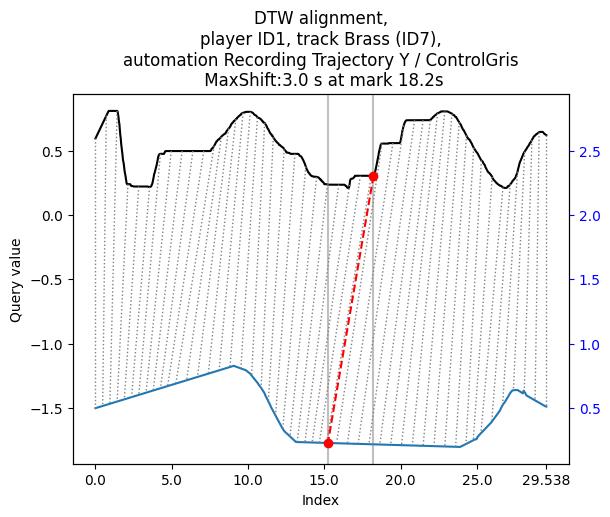 DTW alignment,
player ID1, track Brass (ID7),
automation Recording Trajectory Y / ControlGris
MaxShift:3.0 s at mark 18.2s
Query value
0.5
0.0
−0.5
−1.0
−1.5
2.5
2.0
1.5
1.0
0.5
0.0 5.0 10.0 15.0 20.0 25.0 29.538
Index